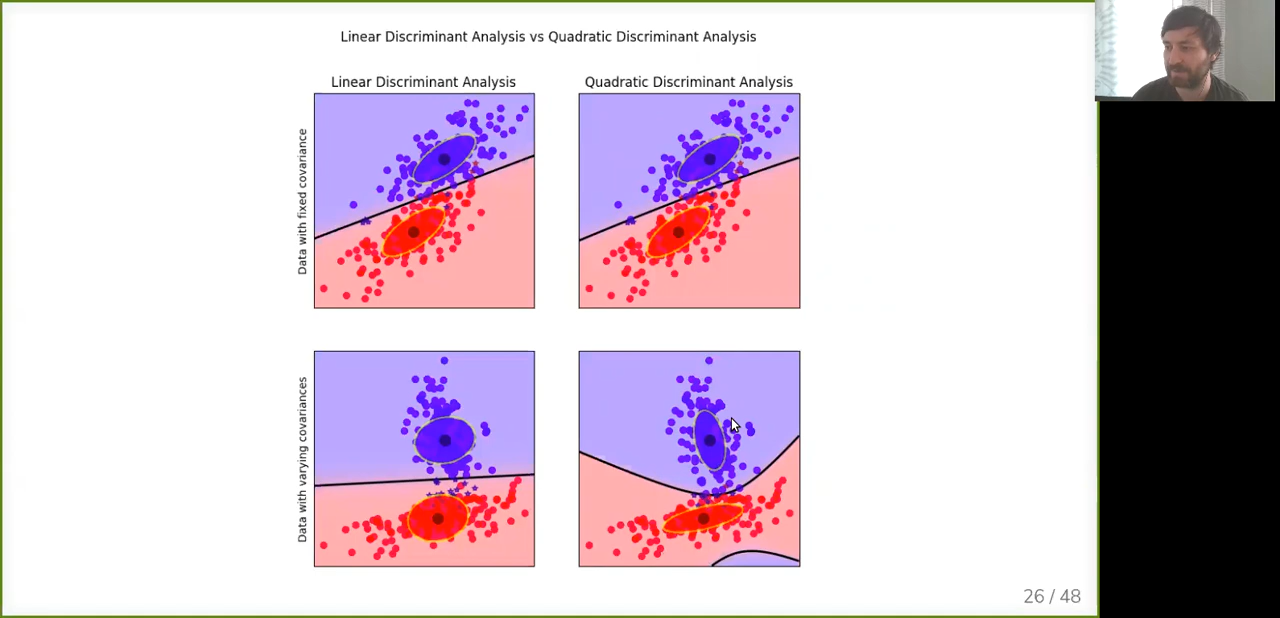 Linear Discriminant Analysis vs Quadratic Discriminant Analysis
Linear Discriminant Analysis
Quadratic Discriminant Analysis
Data with fixed covariance
Data with varying covariances
26 / 48